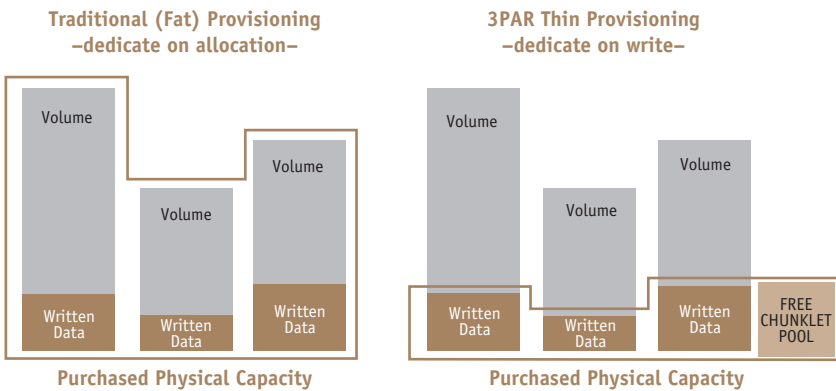 Traditional (Fat) Provisioning
–dedicate on allocation–
Volume
Volume
Volume
Written
Data
Written
Data
Written
Data
Purchased Physical Capacity
3PAR Thin Provisioning
–dedicate on write–
Volume
Volume
Volume
Written
Data
Written
Data
Written
Data
FREE
CHUNKLET
POOL
Purchased Physical Capacity